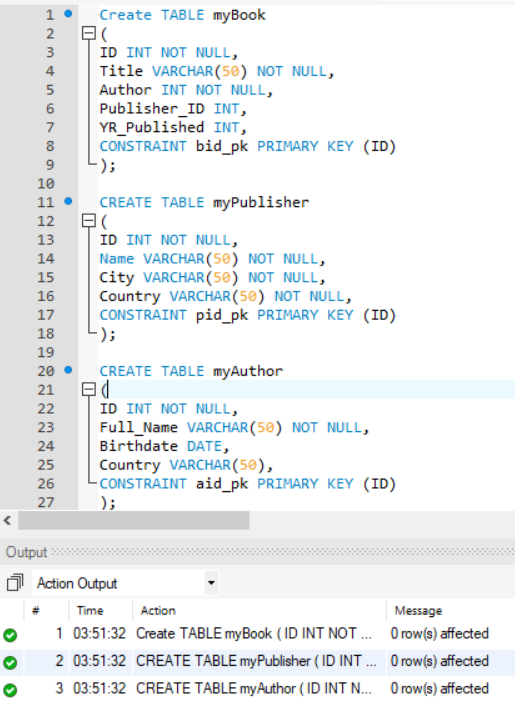 1 Create TABLE myBook
2 (
3 ID INT NOT NULL,
4 Title VARCHAR(50) NOT NULL,
5 Author INT NOT NULL,
6 Publisher_ID INT,
7 YR_Published INT,
8 CONSTRAINT bid_pk PRIMARY KEY (ID)
9 );
10
11 CREATE TABLE myPublisher
12 (
13 ID INT NOT NULL,
14 Name VARCHAR(50) NOT NULL,
15 City VARCHAR(50) NOT NULL,
16 Country VARCHAR(50) NOT NULL,
17 CONSTRAINT pid_pk PRIMARY KEY (ID)
18 );
19
20 CREATE TABLE myAuthor
21 (
22 ID INT NOT NULL,
23 Full_Name VARCHAR(50) NOT NULL,
24 Birthdate DATE,
25 Country VARCHAR(50),
26 CONSTRAINT aid_pk PRIMARY KEY (ID)
27 );
Output
Action Output
# Time Action Message
1 03:51:32 Create TABLE myBook ( ID INT NOT ... 0 row(s) affected
2 03:51:32 CREATE TABLE myPublisher ( ID INT ... 0 row(s) affected
3 03:51:32 CREATE TABLE myAuthor ( ID INT N... 0 row(s) affected